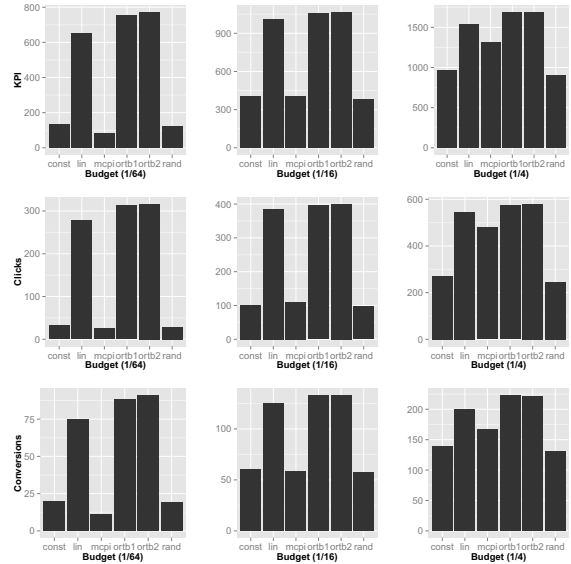 KPI
800
600
400
200
0
const lin mcpi ortb1 ortb2 rand
Budget (1/64)
900
600
300
0
const lin mcpi ortb1 ortb2 rand
Budget (1/16)
1500
1000
500
0
const lin mcpi ortb1 ortb2 rand
Budget (1/4)
Clicks
300
200
100
0
const lin mcpi ortb1 ortb2 rand
Budget (1/64)
400
300
200
100
0
const lin mcpi ortb1 ortb2 rand
Budget (1/16)
600
400
200
0
const lin mcpi ortb1 ortb2 rand
Budget (1/4)
Conversions
75
50
25
0
const lin mcpi ortb1 ortb2 rand
Budget (1/64)
100
50
0
const lin mcpi ortb1 ortb2 rand
Budget (1/16)
200
150
100
50
0
const lin mcpi ortb1 ortb2 rand
Budget (1/4)